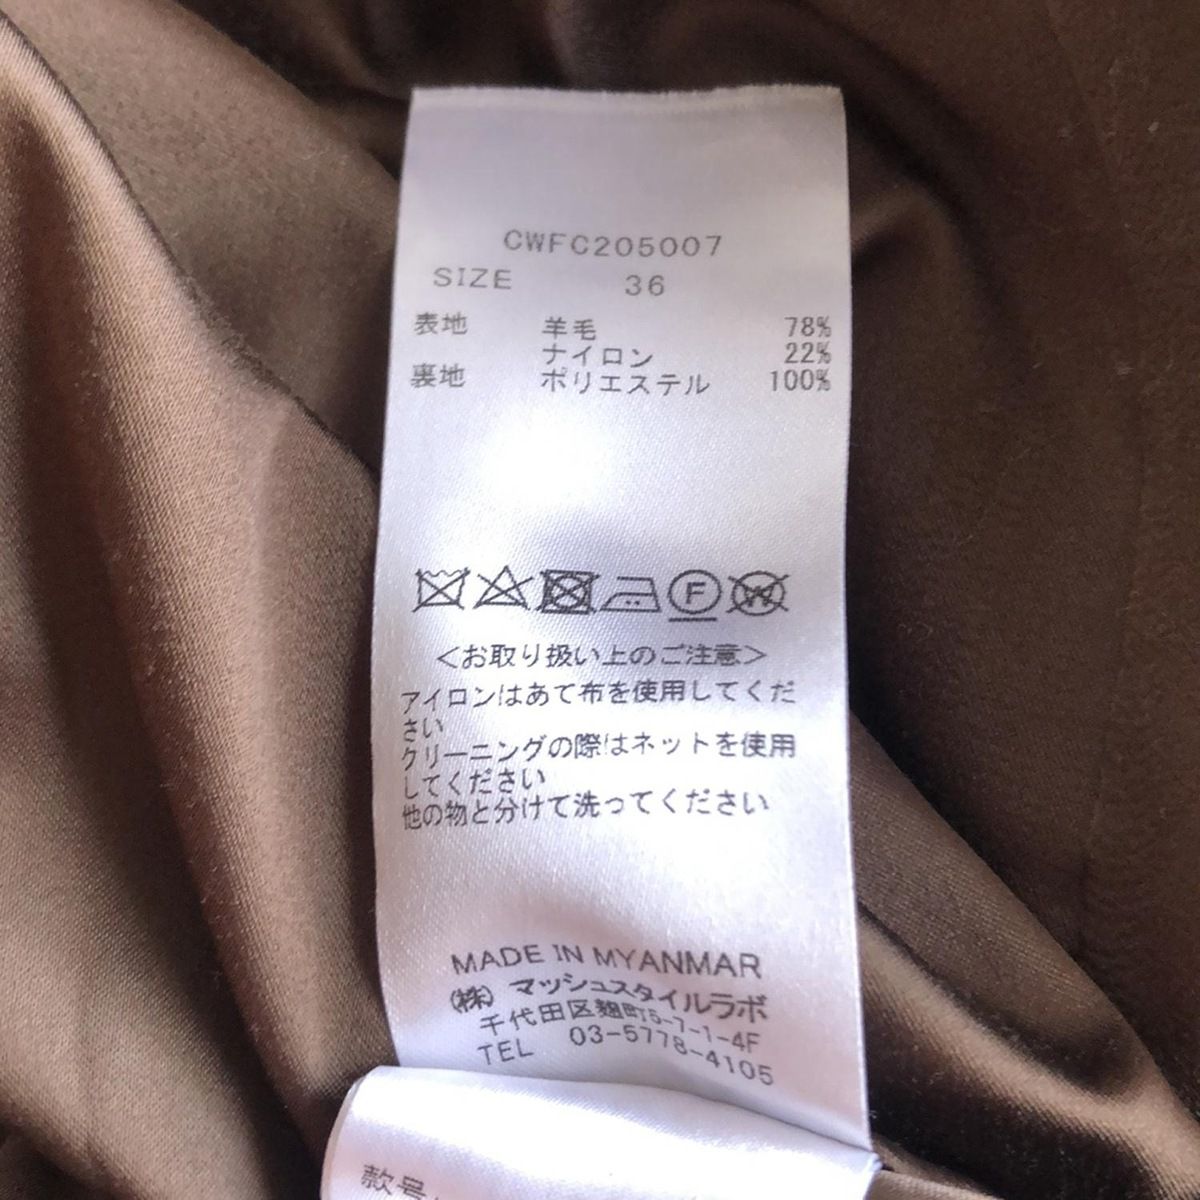 CWFC205007
SIZE 36
表地 羊毛 78%
ナイロン 22%
裏地 ポリエステル 100%
F W
<お取り扱い上のご注意>
アイロンはあて布を使用してくだ
さい
クリーニングの際はネットを使用
してください
他の物と分けて洗ってください
MADE IN MYANMAR
(株) マッシュスタイルラボ
千代田区麹町5-7-1-4F
TEL 03-5778-4105
款号